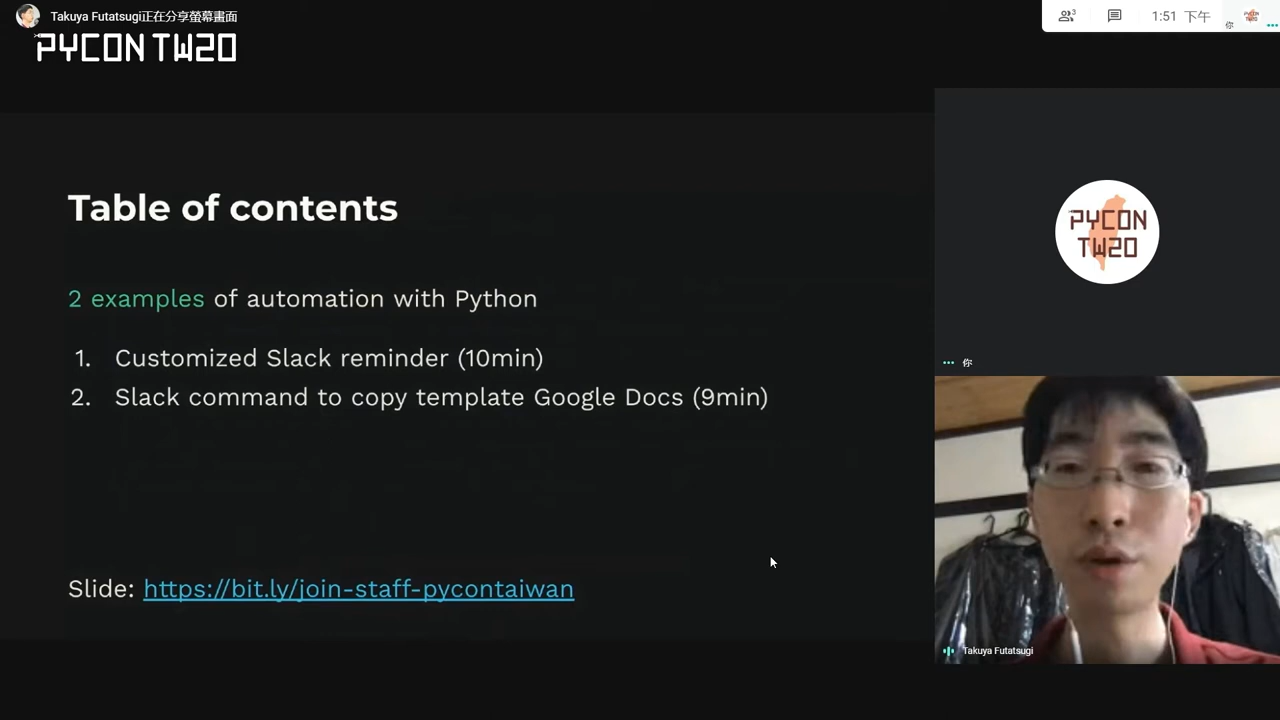 Takuya Futatsugi正在分享螢幕畫面
PYCON TW20
3
1:51 下午
你
Table of contents
2 examples of automation with Python
1. Customized Slack reminder (10min)
2. Slack command to copy template Google Docs (9min)
Slide: https://bit.ly/join-staff-pycontaiwan
PYCON
TW20
你
Takuya Futatsugi